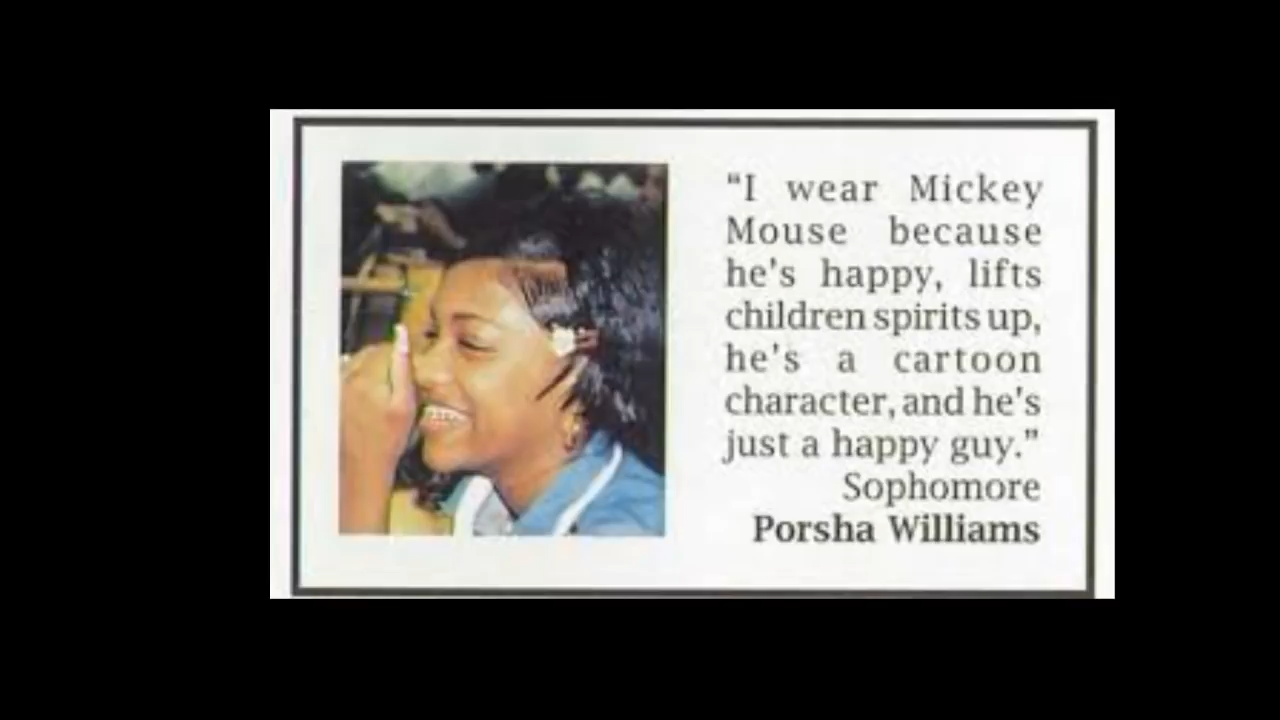 “I wear Mickey
Mouse because
he's happy, lifts
children spirits up,
he's a cartoon
character, and he's
just a happy guy.”
Sophomore
Porsha Williams